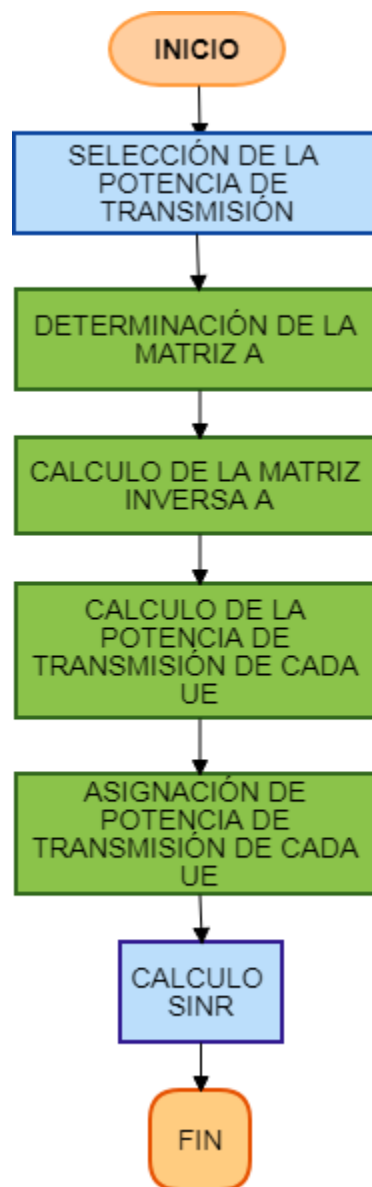 INICIO
SELECCIÓN DE LA
POTENCIA DE
TRANSMISIÓN
DETERMINACIÓN DE LA
MATRIZ A
CALCULO DE LA MATRIZ
INVERSA A
CALCULO DE LA
POTENCIA DE
TRANSMISIÓN DE CADA
UE
ASIGNACIÓN DE
POTENCIA DE
TRANSMISIÓN DE CADA
UE
CALCULO
SINR
FIN